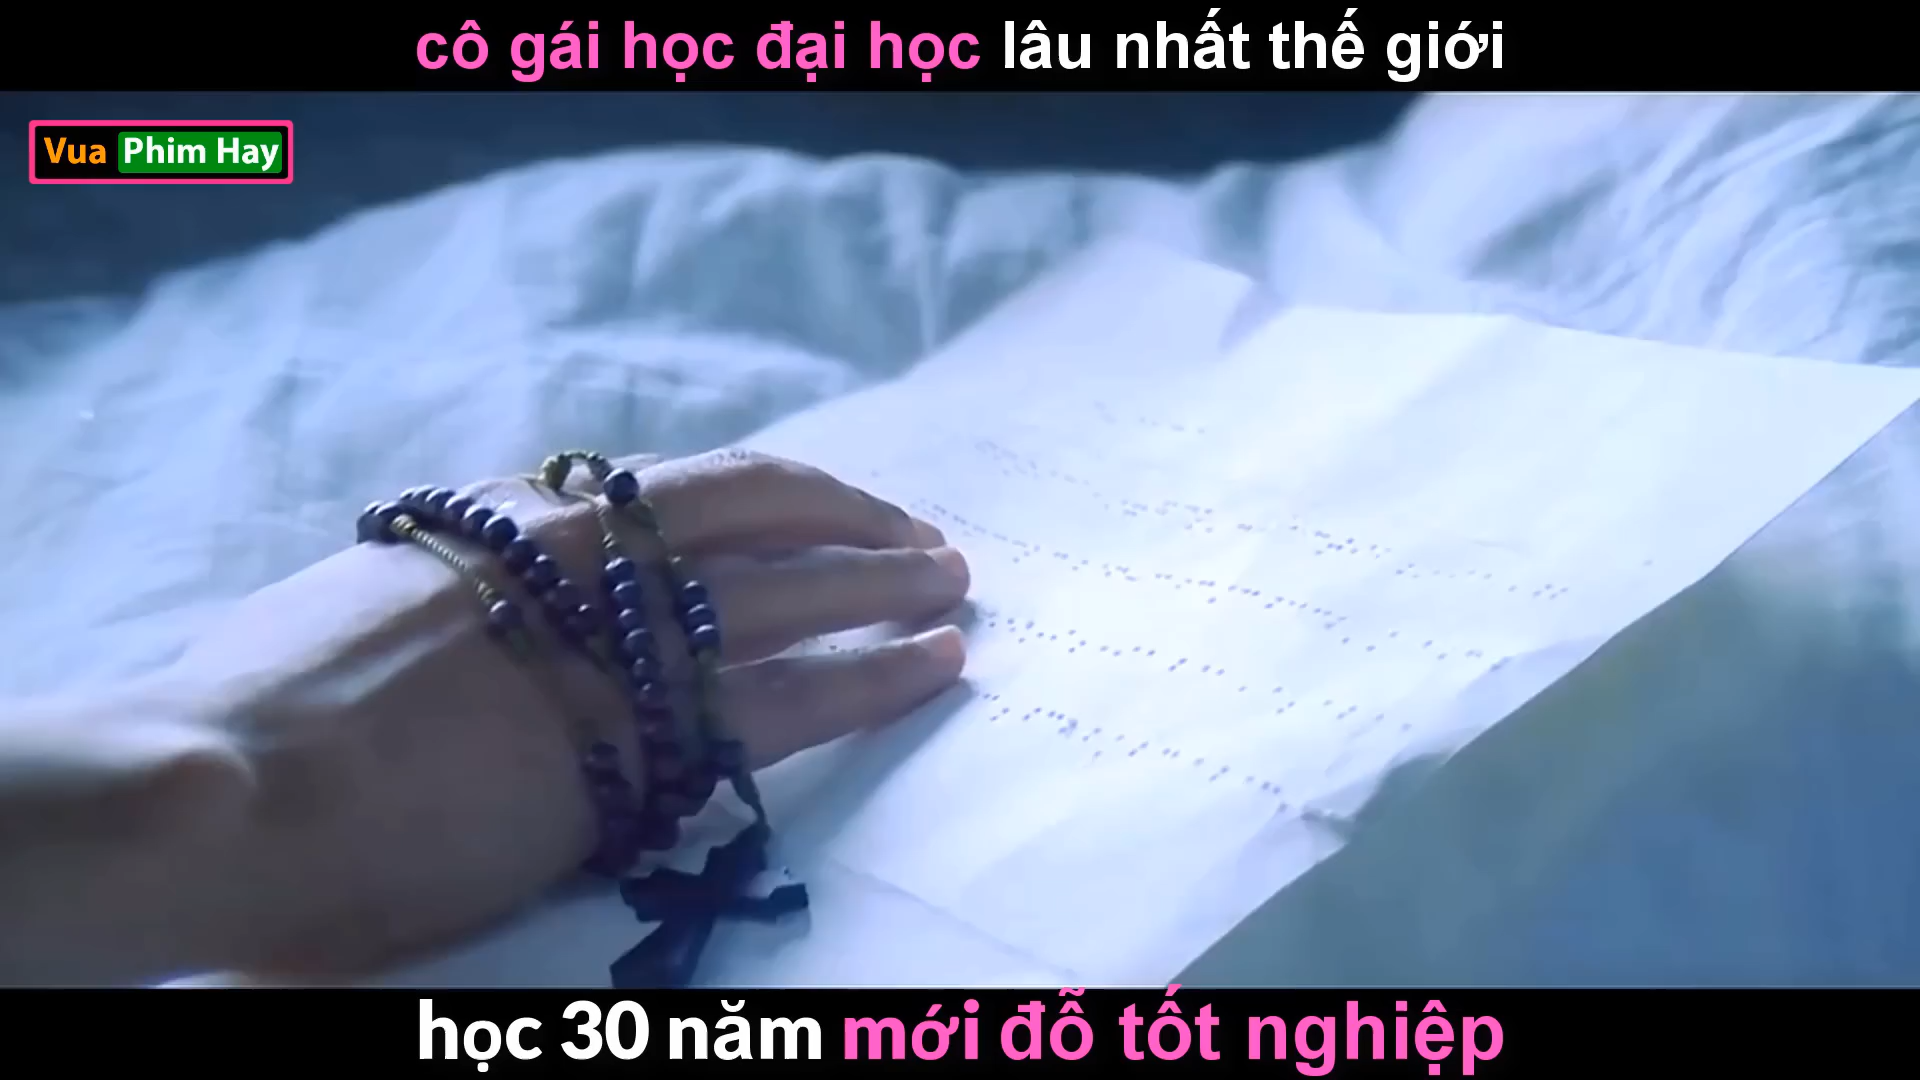 cô gái học đại học lâu nhất thế giới
Vua Phim Hay
học 30 năm mới đỗ tốt nghiệp